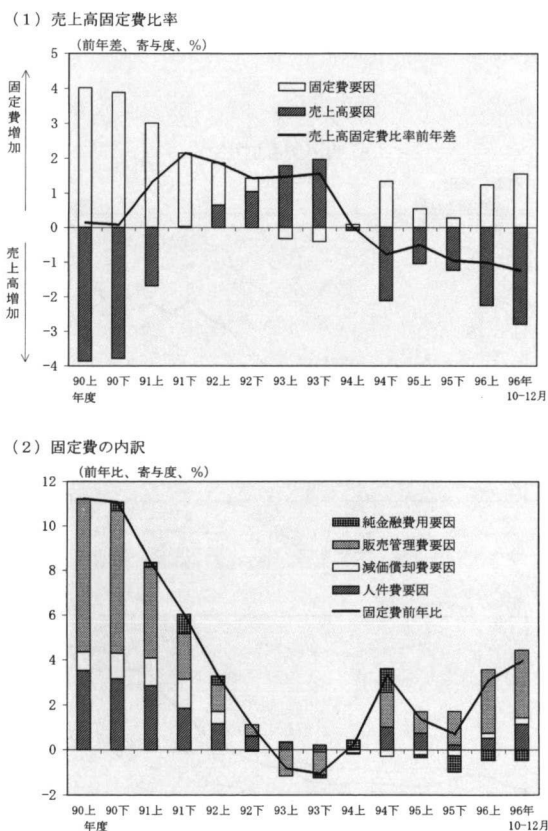 (1)売上高固定費比率
(前年差、寄与度、%)
5
4
3
2
1
0
-1
-2
-3
-4
固定費増加
売上高増加
固定費要因
売上高要因
売上高固定費比率前年差
90上 90下 91上 91下 92上 92下 93上 93下 94上 94下 95上 95下 96上 96年
年度 10-12月
(2)固定費の内訳
(前年比、寄与度、%)
12
10
8
6
4
2
0
-2
純金融費用要因
販売管理費要因
減価償却費要因
人件費要因
固定費前年比
90上 90下 91上 91下 92上 92下 93上 93下 94上 94下 95上 95下 96上 96年
年度 10-12月